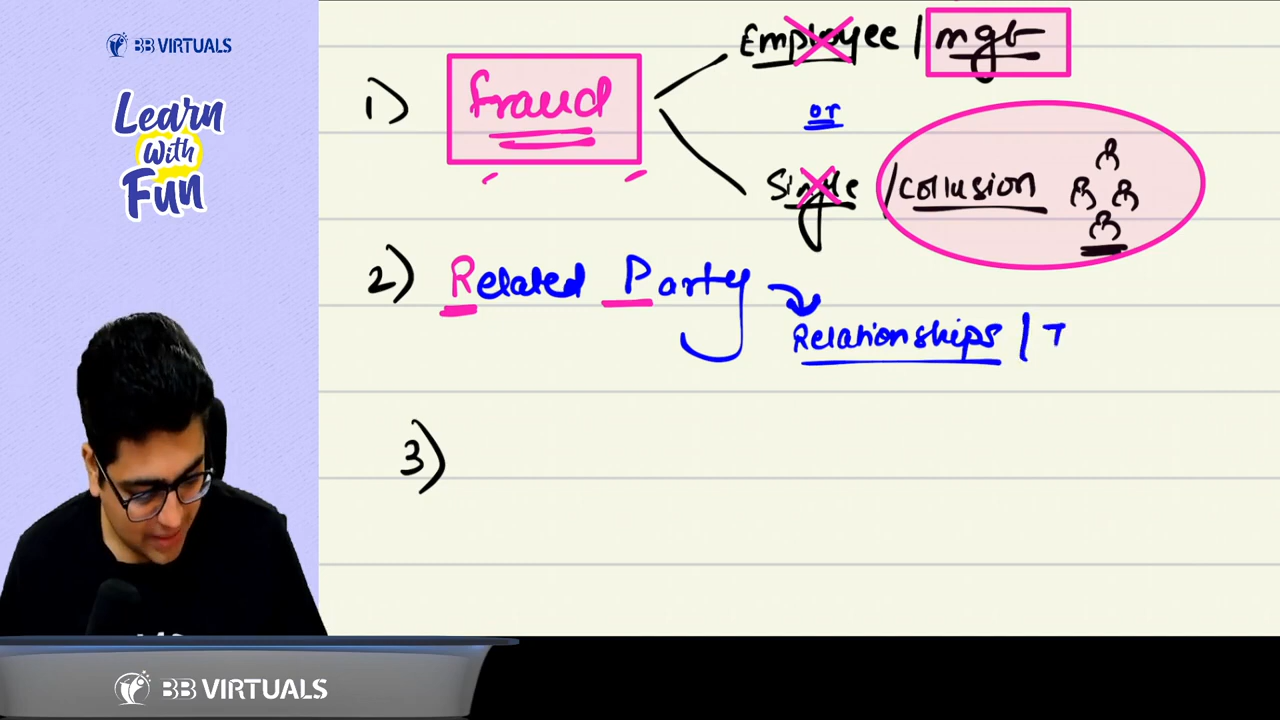 BB VIRTUALS
Learn
With
Fun
Employee / mgt
1) Fraud
or
Single / Collusion
2) Related Party
Relationships / T
3)
BB VIRTUALS